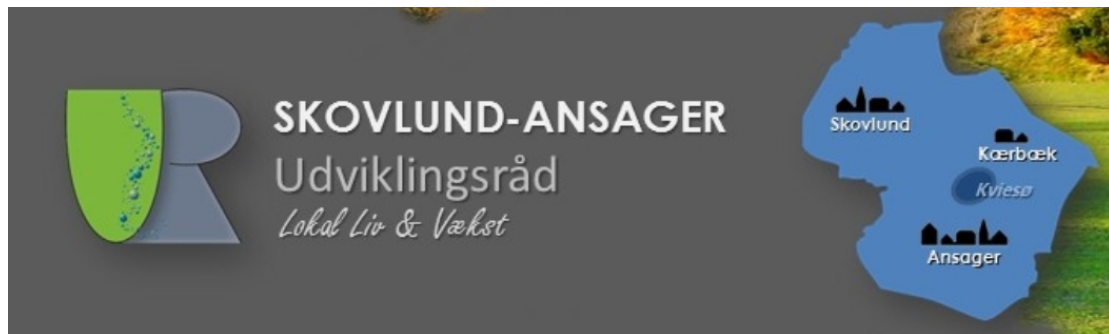 SKOVLUND-ANSAGER
Udviklingsråd
Lokal Liv & Vækst
Skovlund
Kærbæk
Kviesø
Ansager